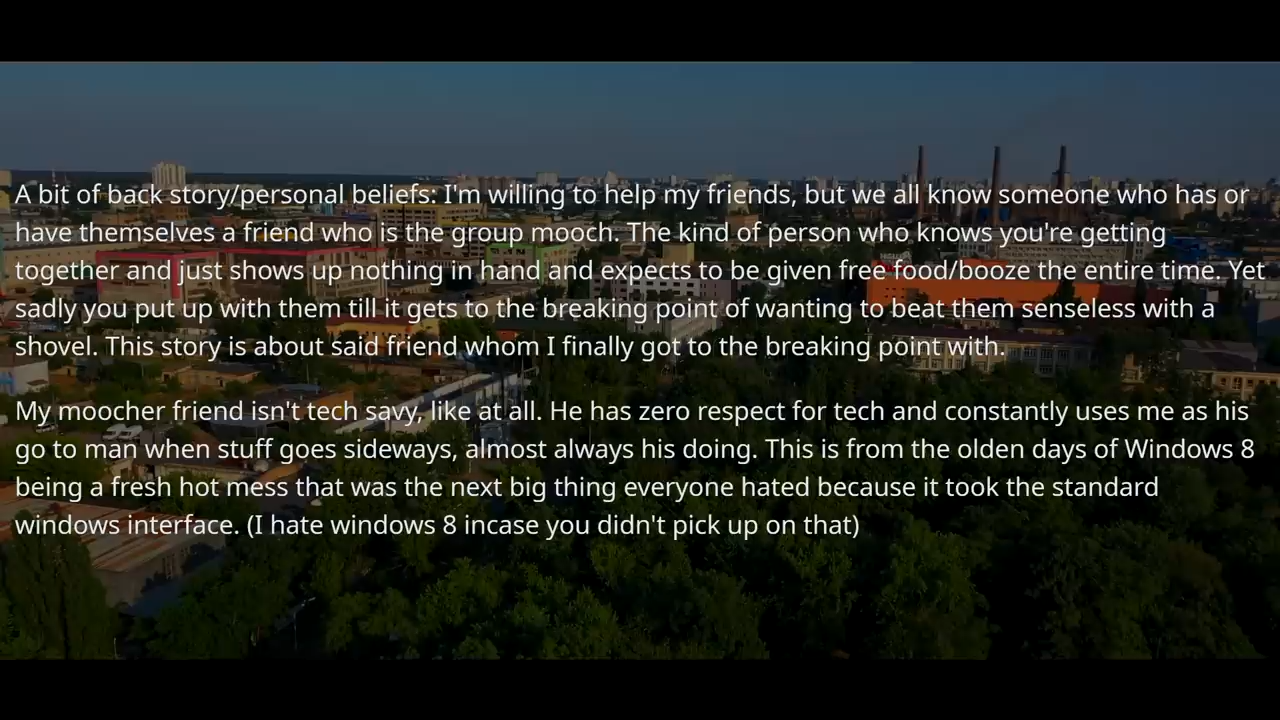 A bit of back story/personal beliefs: I'm willing to help my friends, but we all know someone who has or
have themselves a friend who is the group mooch. The kind of person who knows you're getting
together and just shows up nothing in hand and expects to be given free food/booze the entire time. Yet
sadly you put up with them till it gets to the breaking point of wanting to beat them senseless with a
shovel. This story is about said friend whom I finally got to the breaking point with.
My moocher friend isn't tech savy, like at all. He has zero respect for tech and constantly uses me as his
go to man when stuff goes sideways, almost always his doing. This is from the olden days of Windows 8
being a fresh hot mess that was the next big thing everyone hated because it took the standard
windows interface. (I hate windows 8 incase you didn't pick up on that)